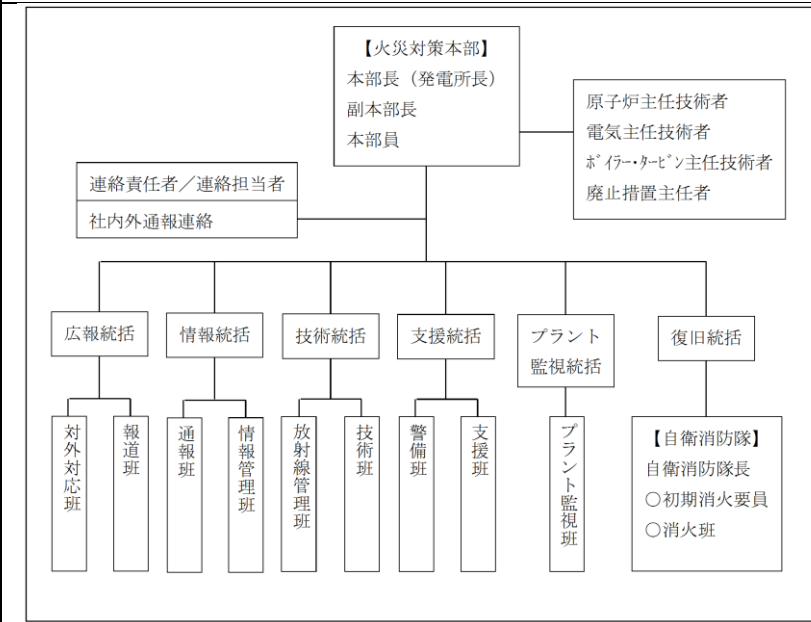 【火災対策本部】
本部長（発電所長）
副本部長
本部員
原子炉主任技術者
電気主任技術者
ﾎﾞｲﾗｰ・ﾀｰﾋﾞﾝ主任技術者
廃止措置主任者
連絡責任者／連絡担当者
社内外通報連絡
広報統括
情報統括
技術統括
支援統括
プラント
監視統括
復旧統括
対外対応班
報道班
通報班
情報管理班
放射線管理班
技術班
警備班
支援班
プラント監視班
【自衛消防隊】
自衛消防隊長
○初期消火要員
○消火班